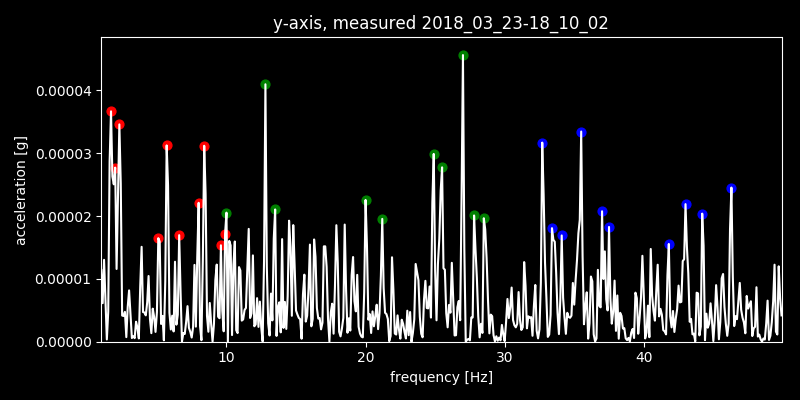 y-axis, measured 2018_03_23-18_10_02
0.00004
0.00003
0.00002
0.00001
0.00000
acceleration [g]
10 20 30 40
frequency [Hz]